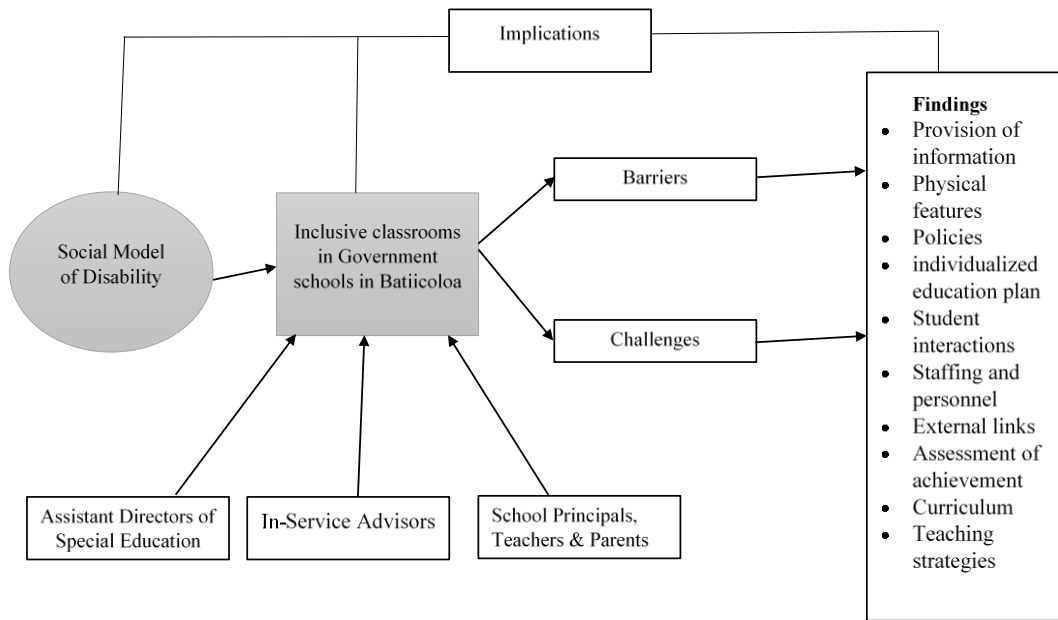 Implications
Social Model
of Disability
Inclusive classrooms
in Government
schools in Batiicoloa
Barriers
Challenges
Findings
• Provision of
information
• Physical
features
• Policies
• individualized
education plan
• Student
interactions
• Staffing and
personnel
• External links
• Assessment of
achievement
• Curriculum
• Teaching
strategies
Assistant Directors of
Special Education
In-Service Advisors
School Principals,
Teachers & Parents